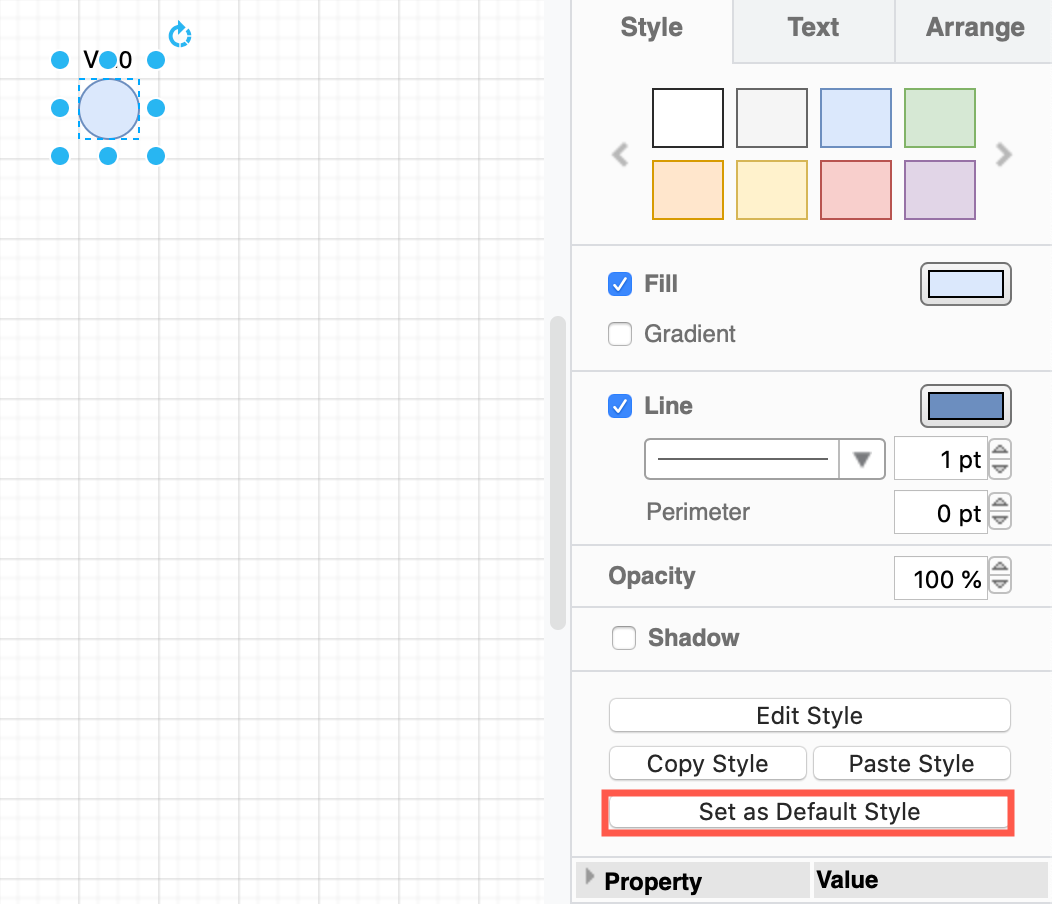 Style
Text
Arrange
Fill
Gradient
Line
1 pt
Perimeter
0 pt
Opacity
100 %
Shadow
Edit Style
Copy Style
Paste Style
Set as Default Style
Property
Value